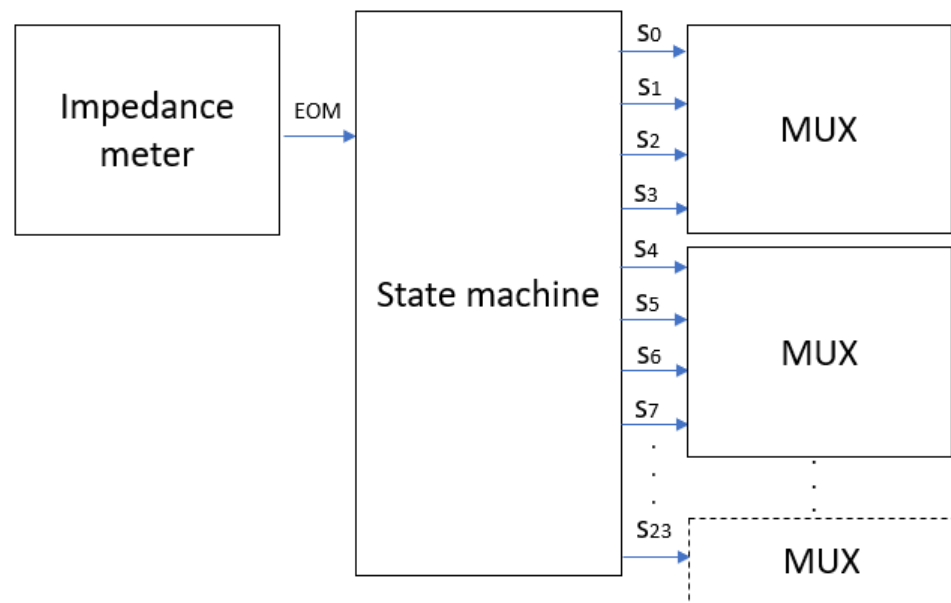 Impedance
meter
EOM
State machine
S0
S1
S2
S3
MUX
S4
S5
S6
S7
MUX
S23
MUX